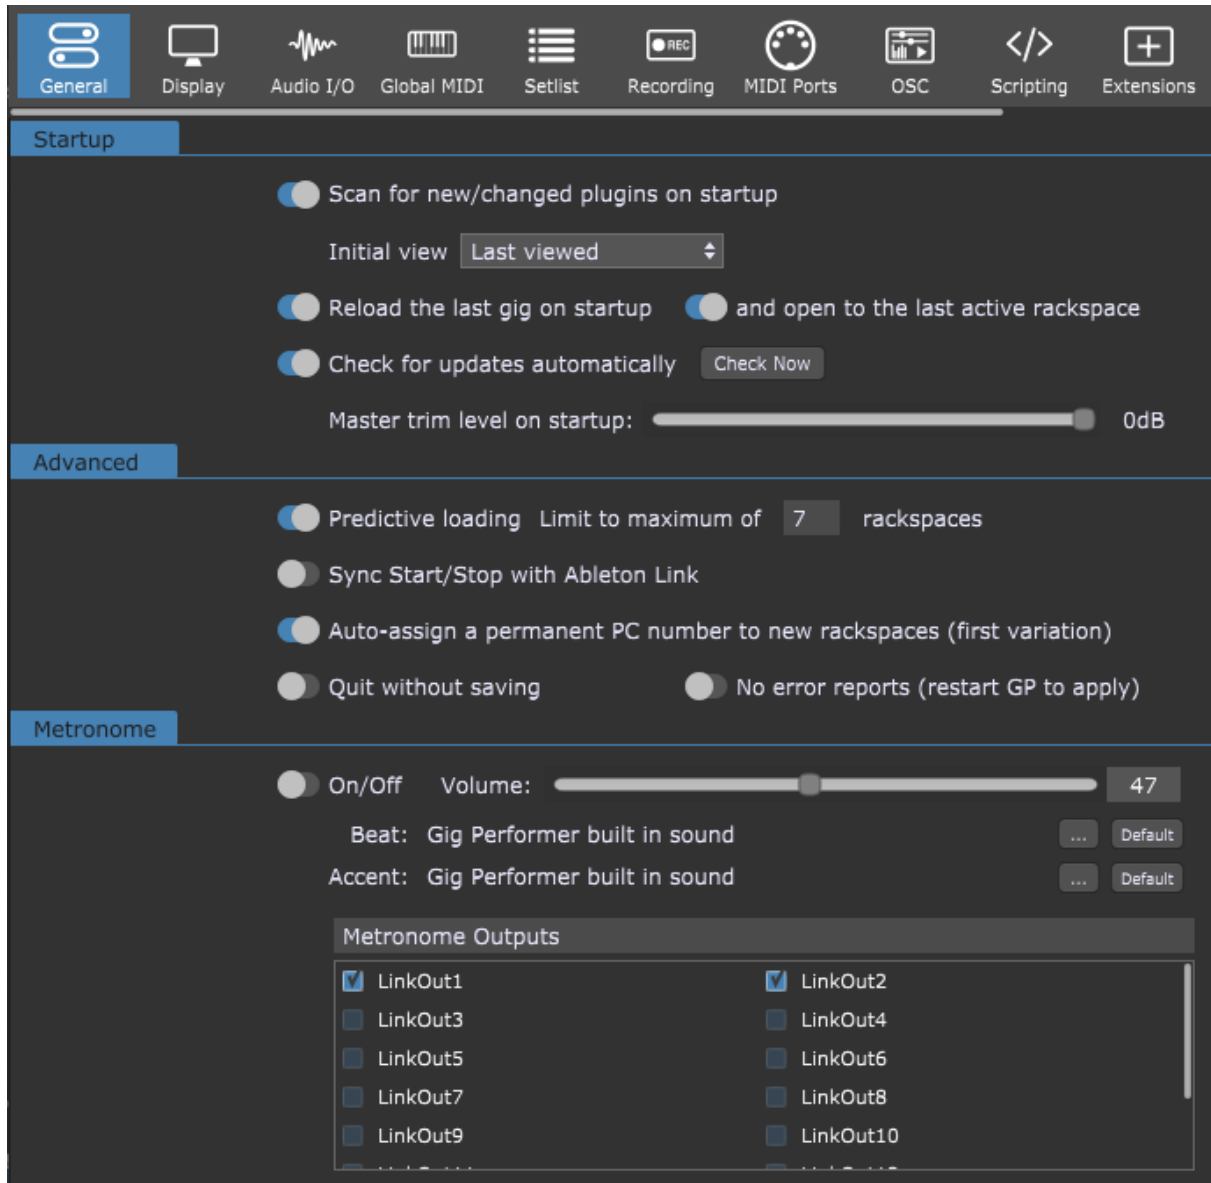 General Display Audio I/O Global MIDI Setlist REC Recording MIDI Ports OSC Scripting Extensions
Startup
Scan for new/changed plugins on startup
Initial view Last viewed
Reload the last gig on startup and open to the last active rackspace
Check for updates automatically Check Now
Master trim level on startup: 0dB
Advanced
Predictive loading Limit to maximum of 7 rackspaces
Sync Start/Stop with Ableton Link
Auto-assign a permanent PC number to new rackspaces (first variation)
Quit without saving No error reports (restart GP to apply)
Metronome
On/Off Volume: 47
Beat: Gig Performer built in sound ... Default
Accent: Gig Performer built in sound ... Default
Metronome Outputs
LinkOut1 LinkOut2
LinkOut3 LinkOut4
LinkOut5 LinkOut6
LinkOut7 LinkOut8
LinkOut9 LinkOut10